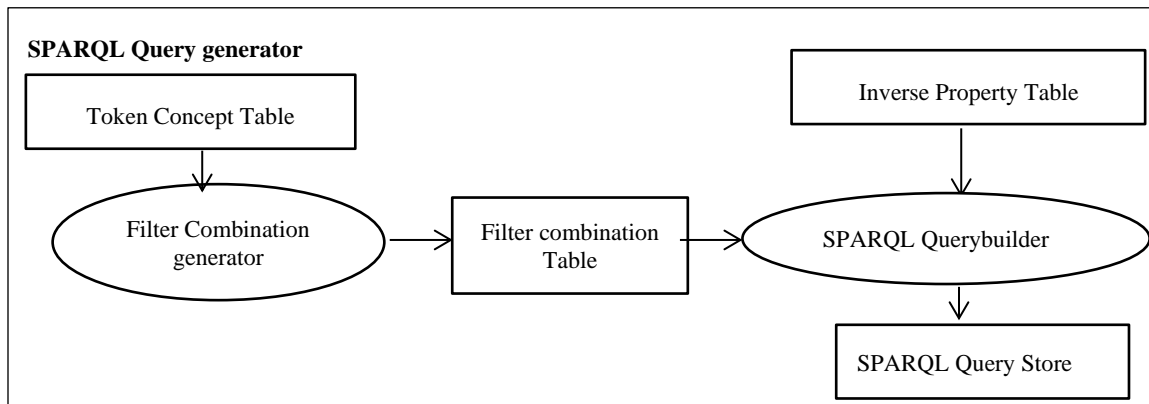 SPARQL Query generator
Token Concept Table
Inverse Property Table
Filter Combination
generator
Filter combination
Table
SPARQL Querybuilder
SPARQL Query Store